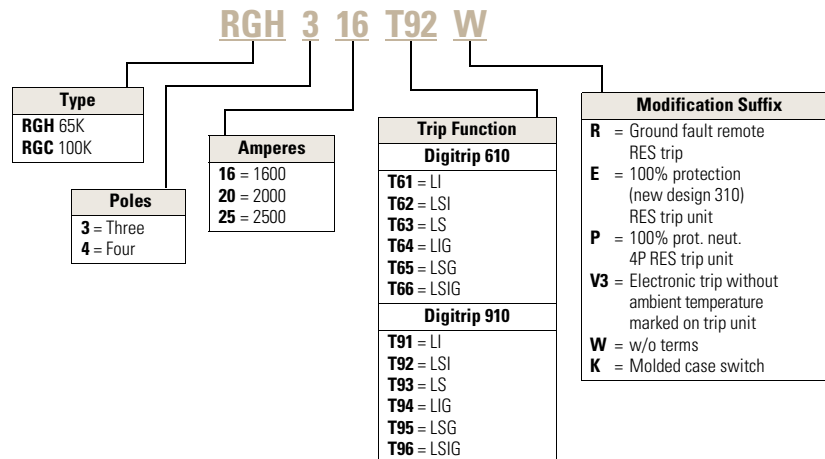 RGH 3 16 T92 W
Type
RGH 65K
RGC 100K
Poles
3 = Three
4 = Four
Amperes
16 = 1600
20 = 2000
25 = 2500
Trip Function
Digitrip 610
T61 = LI
T62 = LSI
T63 = LS
T64 = LIG
T65 = LSG
T66 = LSIG
Digitrip 910
T91 = LI
T92 = LSI
T93 = LS
T94 = LIG
T95 = LSG
T96 = LSIG
Modification Suffix
R = Ground fault remote
RES trip
E = 100% protection
(new design 310)
RES trip unit
P = 100% prot. neut.
4P RES trip unit
V3 = Electronic trip without
ambient temperature
marked on trip unit
W = w/o terms
K = Molded case switch